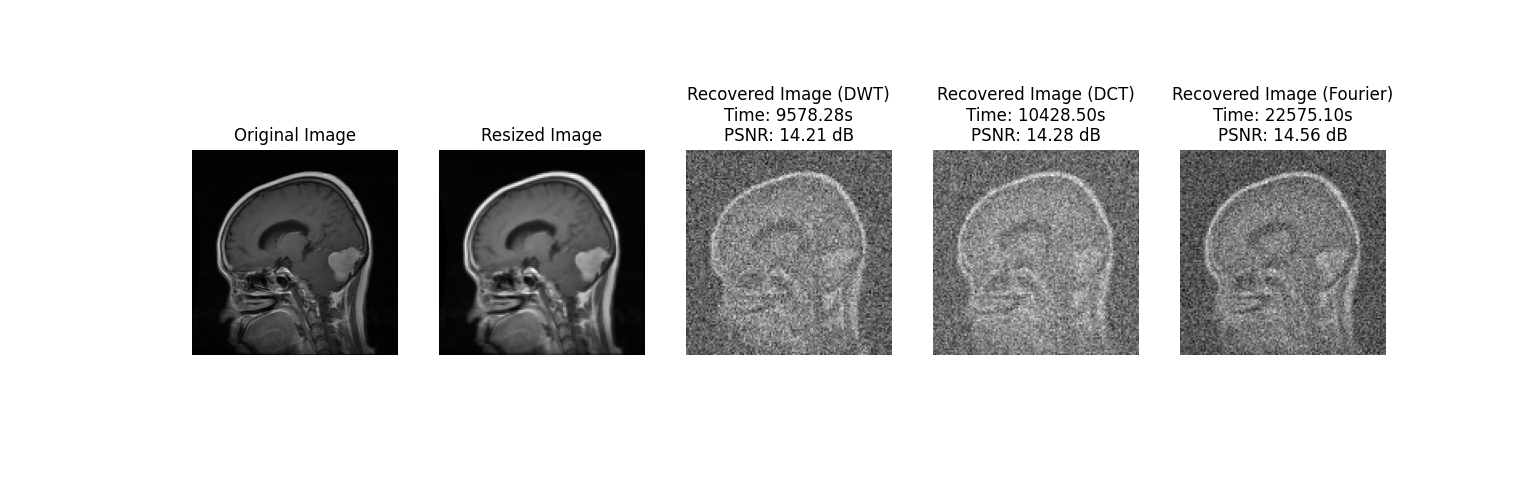 Original Image
Resized Image
Recovered Image (DWT)
Time: 9578.28s
PSNR: 14.21 dB
Recovered Image (DCT)
Time: 10428.50s
PSNR: 14.28 dB
Recovered Image (Fourier)
Time: 22575.10s
PSNR: 14.56 dB